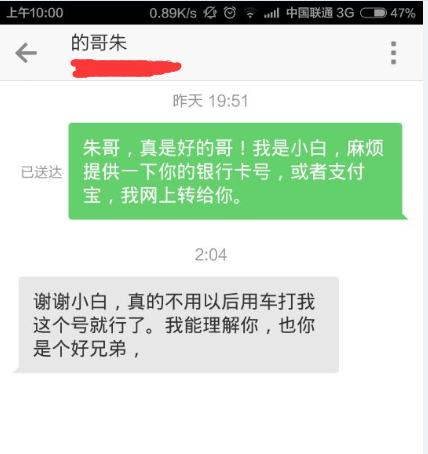 上午10:00 0.89K/s 中国联通 3G 47%
的哥朱
昨天 19:51
朱哥，真是好的哥！我是小白，麻烦
已送达
提供一下你的银行卡号，或者支付
宝，我网上转给你。
2:04
谢谢小白，真的不用以后用车打我
这个号就行了。我能理解你，也你
是个好兄弟，